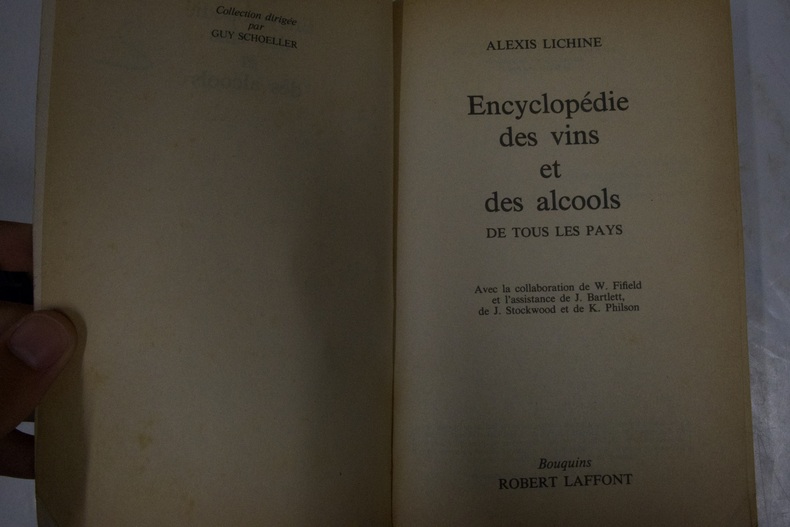 Collection dirigée
par
GUY SCHOELLER
ALEXIS LICHINE
Encyclopédie
des vins
et
des alcools
DE TOUS LES PAYS
Avec la collaboration de W. Fifield
et l'assistance de J. Bartlett,
de J. Stockwood et de K. Philson
Bouquins
ROBERT LAFFONT